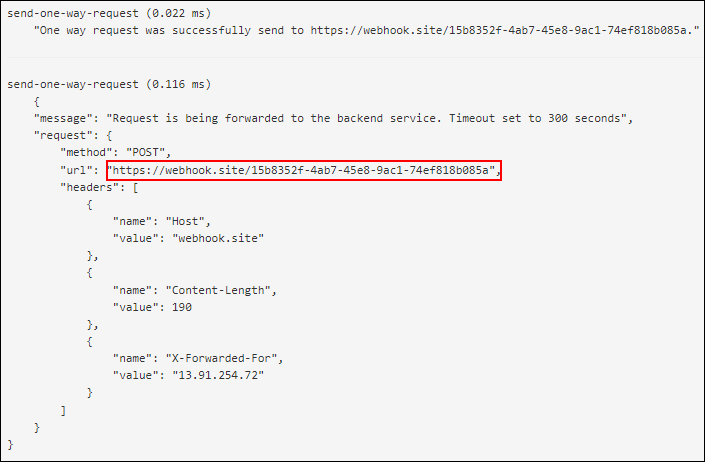 send-one-way-request (0.022 ms)
"One way request was successfully send to https://webhook.site/15b8352f-4ab7-45e8-9ac1-74ef818b085a."
send-one-way-request (0.116 ms)
{
"message": "Request is being forwarded to the backend service. Timeout set to 300 seconds",
"request": {
"method": "POST",
"url": "https://webhook.site/15b8352f-4ab7-45e8-9ac1-74ef818b085a",
"headers": [
{
"name": "Host",
"value": "webhook.site"
},
{
"name": "Content-Length",
"value": 190
},
{
"name": "X-Forwarded-For",
"value": "13.91.254.72"
}
]
}
}